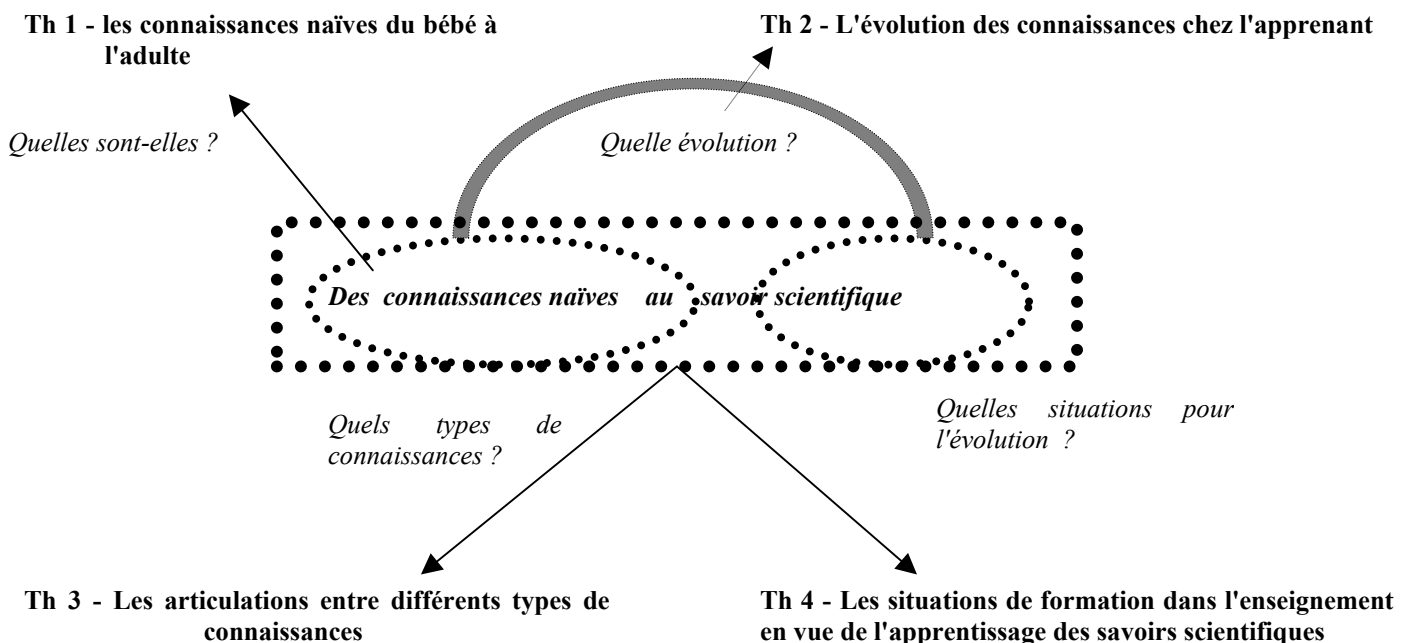 Th 1 - les connaissances naïves du bébé à
l'adulte
Th 2 - L'évolution des connaissances chez l'apprenant
Quelles sont-elles ?
Quelle évolution ?
Des connaissances naïves au savoir scientifique
Quels types de
connaissances ?
Quelles situations pour
l'évolution ?
Th 3 - Les articulations entre différents types de
connaissances
Th 4 - Les situations de formation dans l'enseignement
en vue de l'apprentissage des savoirs scientifiques